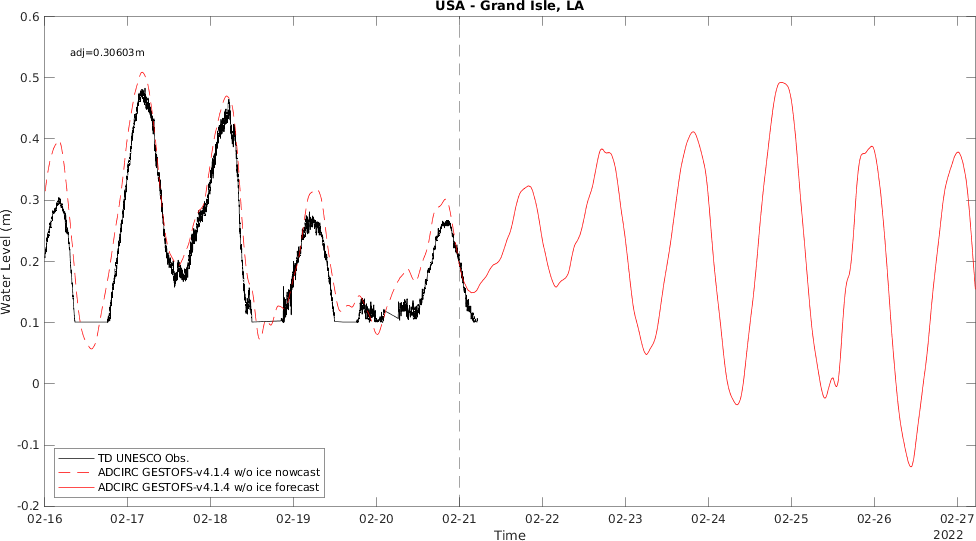 USA - Grand Isle, LA
adj=0.30603m
0.6
0.5
0.4
0.3
0.2
0.1
0
-0.1
-0.2
Water Level (m)
TD UNESCO Obs.
ADCIRC GESTOFS-v4.1.4 w/o ice nowcast
ADCIRC GESTOFS-v4.1.4 w/o ice forecast
02-16 02-17 02-18 02-19 02-20 02-21 02-22 02-23 02-24 02-25 02-26 02-27
Time
2022